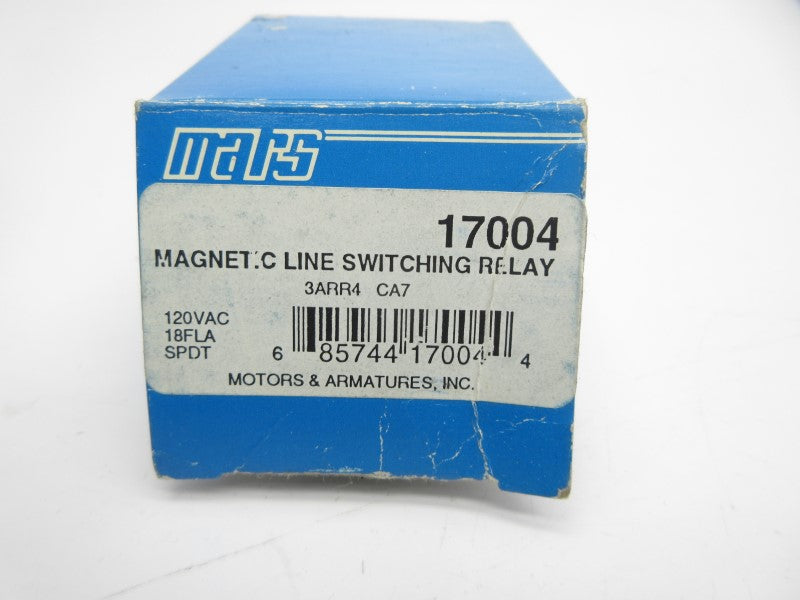 mars
17004
MAGNETIC LINE SWITCHING RELAY
3ARR4 CA7
120VAC
18FLA
SPDT
6 85744 17004 4
MOTORS & ARMATURES, INC.